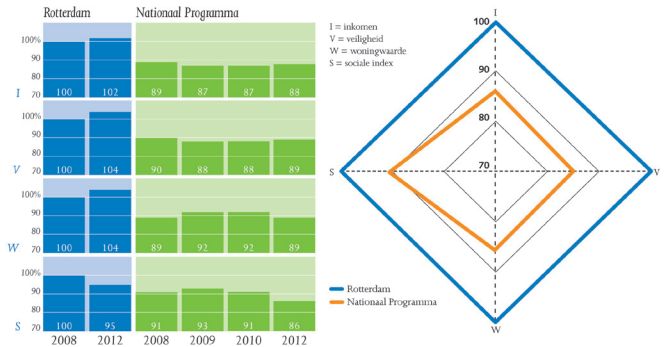 Rotterdam Nationaal Programma
100%
90
80
70
I
100 102 89 87 87 88
100%
90
80
70
V
100 104 90 88 88 89
100%
90
80
70
W
100 104 89 92 92 89
100%
90
80
70
S
100 95 91 93 91 86
2008 2012 2008 2009 2010 2012
I = inkomen
V = veiligheid
W = woningwaarde
S = sociale index
I
100
90
80
70
S
V
W
Rotterdam
Nationaal Programma